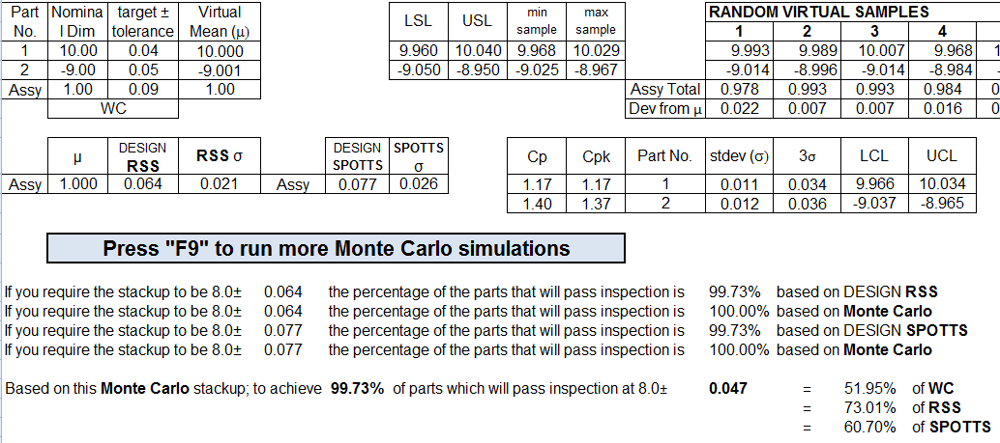 Part Nomina target ± Virtual
No. l Dim tolerance Mean (µ)
1 10.00 0.04 10.000
2 -9.00 0.05 -9.001
Assy 1.00 0.09 1.00
WC
LSL USL min sample max sample
9.960 10.040 9.968 10.029
-9.050 -8.950 -9.025 -8.967
RANDOM VIRTUAL SAMPLES
1 2 3 4
9.993 9.989 10.007 9.968 1
-9.014 -8.996 -9.014 -8.984 -
Assy Total 0.978 0.993 0.993 0.984 0
Dev from µ 0.022 0.007 0.007 0.016 0
µ DESIGN RSS RSS σ
Assy 1.000 0.064 0.021
DESIGN SPOTTS SPOTTS σ
Assy 0.077 0.026
Cp Cpk Part No. stdev (σ) 3σ LCL UCL
1.17 1.17 1 0.011 0.034 9.966 10.034
1.40 1.37 2 0.012 0.036 -9.037 -8.965
Press "F9" to run more Monte Carlo simulations
If you require the stackup to be 8.0± 0.064 the percentage of the parts that will pass inspection is 99.73% based on DESIGN RSS
If you require the stackup to be 8.0± 0.064 the percentage of the parts that will pass inspection is 100.00% based on Monte Carlo
If you require the stackup to be 8.0± 0.077 the percentage of the parts that will pass inspection is 99.73% based on DESIGN SPOTTS
If you require the stackup to be 8.0± 0.077 the percentage of the parts that will pass inspection is 100.00% based on Monte Carlo
Based on this Monte Carlo stackup; to achieve 99.73% of parts which will pass inspection at 8.0± 0.047 = 51.95% of WC
= 73.01% of RSS
= 60.70% of SPOTTS